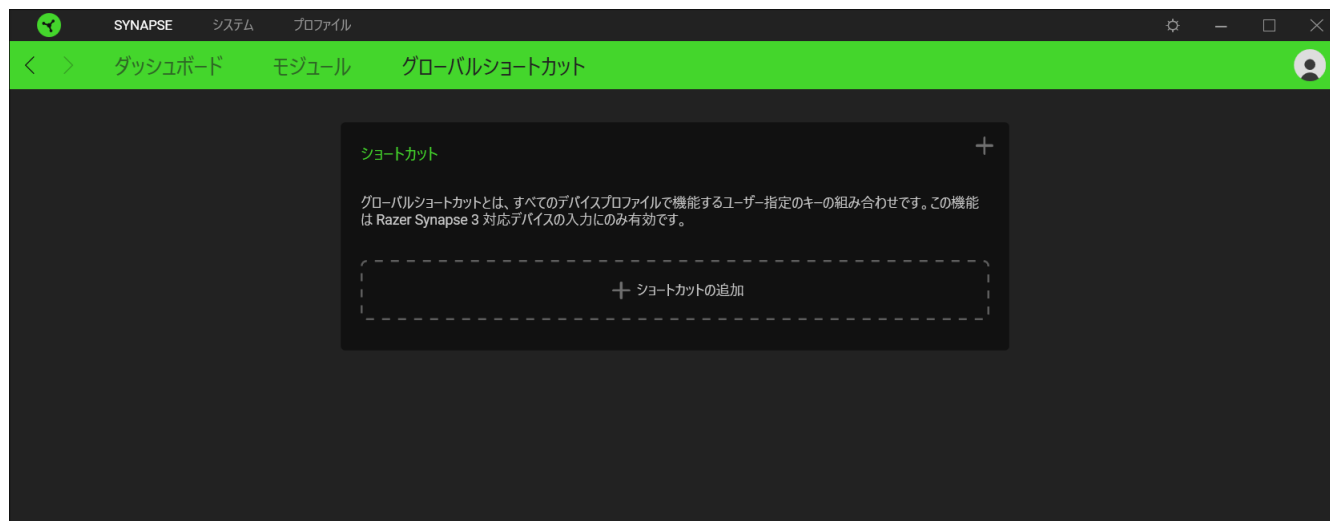 SYNAPSE システム プロファイル
ダッシュボード モジュール グローバルショートカット
ショートカット
グローバルショートカットとは、すべてのデバイスプロファイルで機能するユーザー指定のキーの組み合わせです。この機能
は Razer Synapse 3 対応デバイスの入力にのみ有効です。
ショートカットの追加